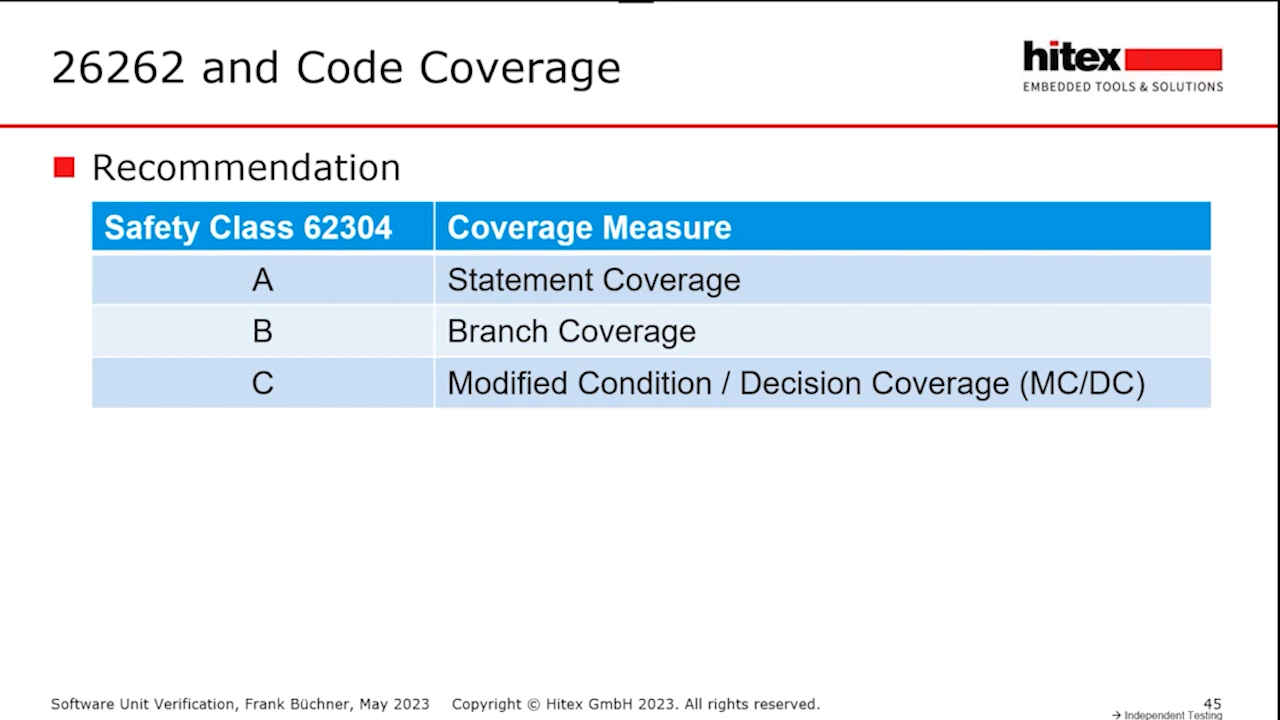 26262 and Code Coverage
hitex
EMBEDDED TOOLS & SOLUTIONS
Recommendation
Safety Class 62304 Coverage Measure
A Statement Coverage
B Branch Coverage
C Modified Condition / Decision Coverage (MC/DC)
Software Unit Verification, Frank Büchner, May 2023 Copyright © Hitex GmbH 2023. All rights reserved. 45
→ Independent Testing